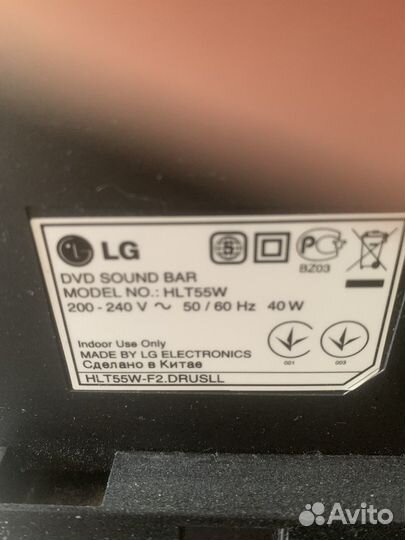 LG
S
PC
BZ03
DVD SOUND BAR
MODEL NO.: HLT55W
200 - 240 V ~ 50 / 60 Hz 40 W
Indoor Use Only
MADE BY LG ELECTRONICS
Сделано в Китае
001
003
HLT55W-F2.DRUSLL
Avito